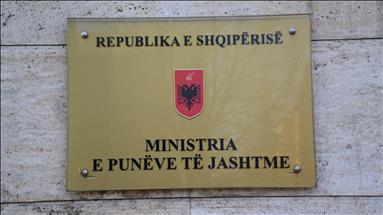 REPUBLIKA E SHQIPËRISË
MINISTRIA
E PUNËVE TË JASHTME